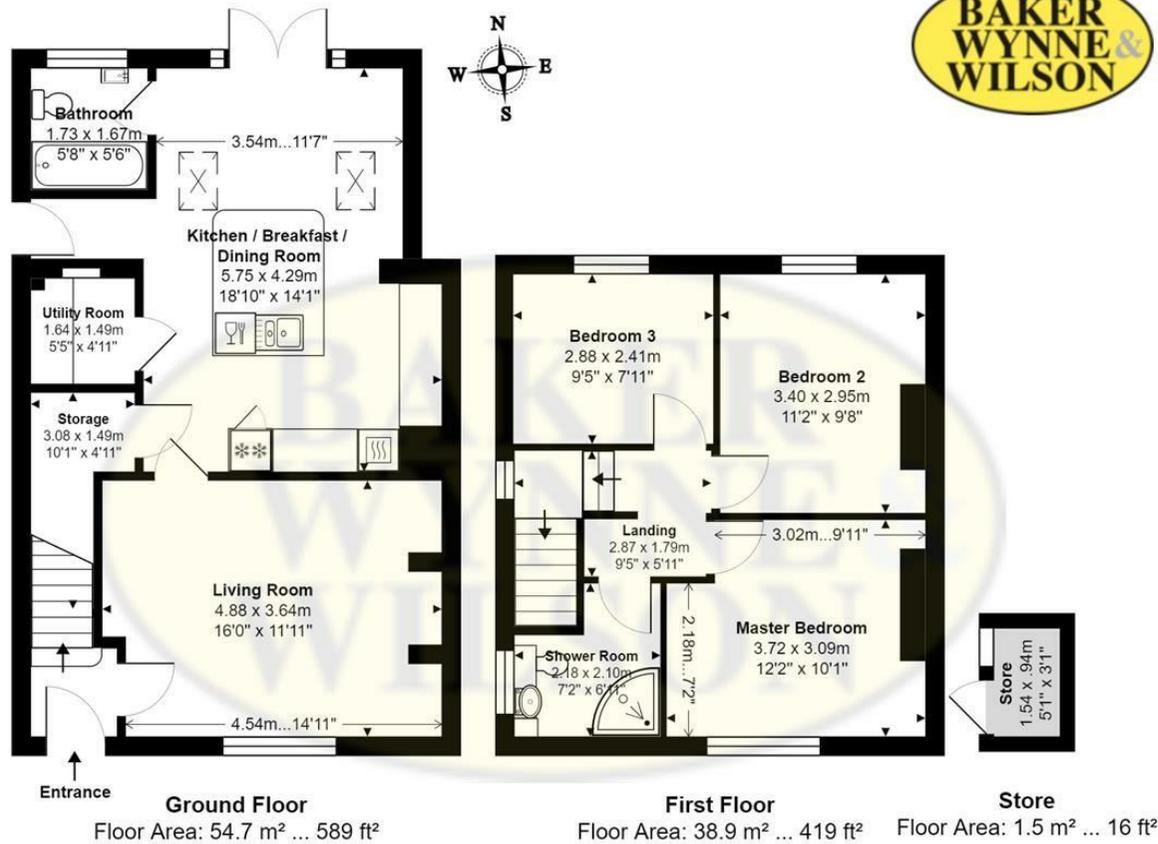 BAKER
WYNNE &
WILSON
N
W E
S
Bathroom
1.73 x 1.67m
5'8" x 5'6"
3.54m...11'7"
Kitchen / Breakfast /
Dining Room
5.75 x 4.29m
18'10" x 14'1"
Utility Room
1.64 x 1.49m
5'5" x 4'11"
Storage
3.08 x 1.49m
10'1" x 4'11"
Living Room
4.88 x 3.64m
16'0" x 11'11"
4.54m...14'11"
Entrance
Ground Floor
Floor Area: 54.7 m² ... 589 ft²
Bedroom 3
2.88 x 2.41m
9'5" x 7'11"
Bedroom 2
3.40 x 2.95m
11'2" x 9'8"
Landing
2.87 x 1.79m
9'5" x 5'11"
3.02m...9'11"
2.18m...7'2"
Master Bedroom
3.72 x 3.09m
12'2" x 10'1"
Shower Room
2.18 x 2.10m
7'2" x 6'11"
First Floor
Floor Area: 38.9 m² ... 419 ft²
Store
1.54 x .94m
5'1" x 3'1"
Store
Floor Area: 1.5 m² ... 16 ft²
BAKER
WYNNE &
WILSON